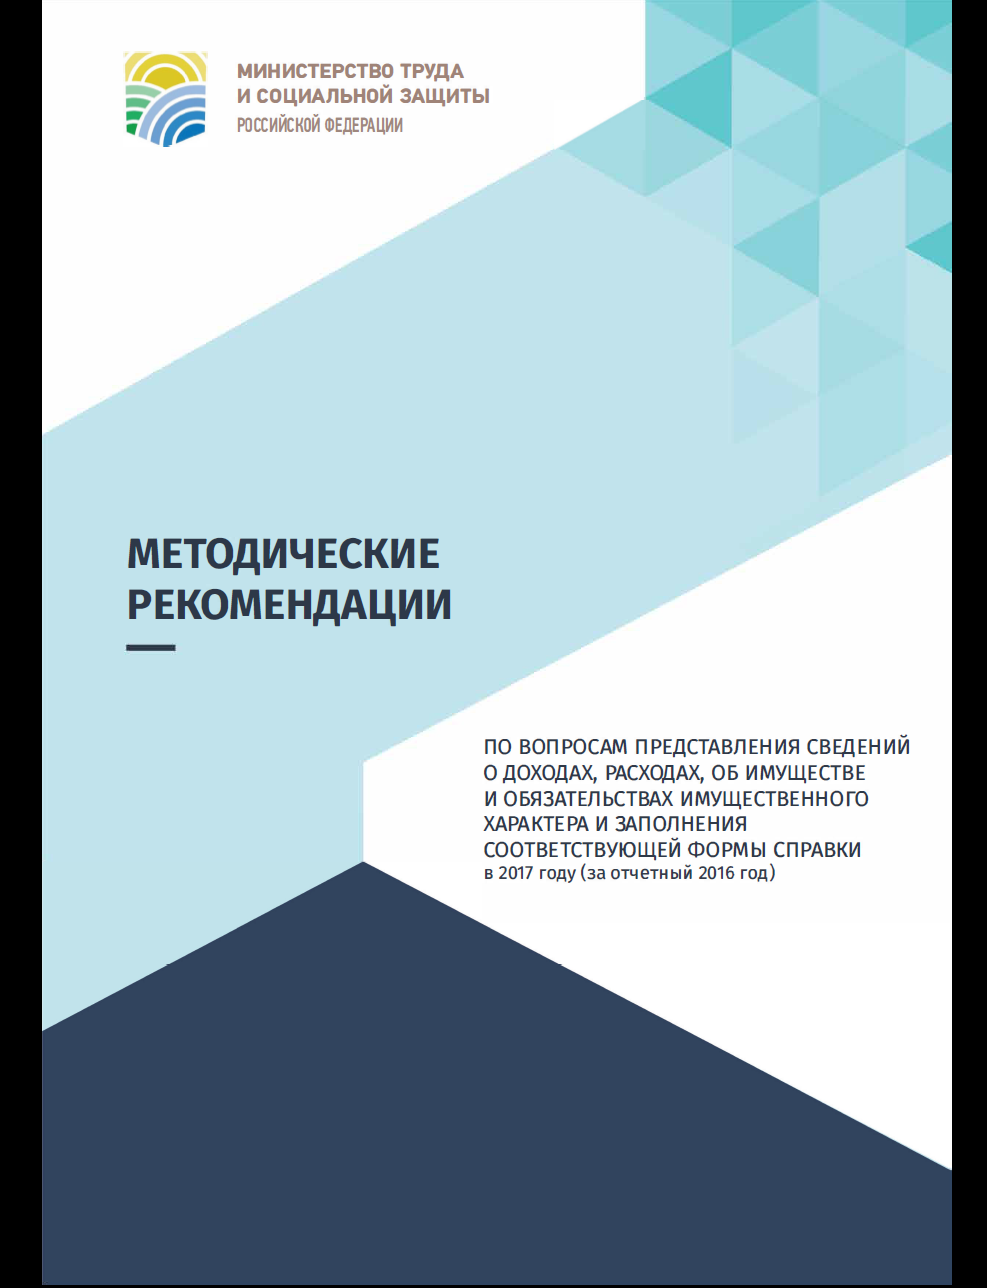 МИНИСТЕРСТВО ТРУДА
И СОЦИАЛЬНОЙ ЗАЩИТЫ
РОССИЙСКОЙ ФЕДЕРАЦИИ
МЕТОДИЧЕСКИЕ
РЕКОМЕНДАЦИИ
ПО ВОПРОСАМ ПРЕДСТАВЛЕНИЯ СВЕДЕНИЙ
О ДОХОДАХ, РАСХОДАХ, ОБ ИМУЩЕСТВЕ
И ОБЯЗАТЕЛЬСТВАХ ИМУЩЕСТВЕННОГО
ХАРАКТЕРА И ЗАПОЛНЕНИЯ
СООТВЕТСТВУЮЩЕЙ ФОРМЫ СПРАВКИ
в 2017 году (за отчетный 2016 год)